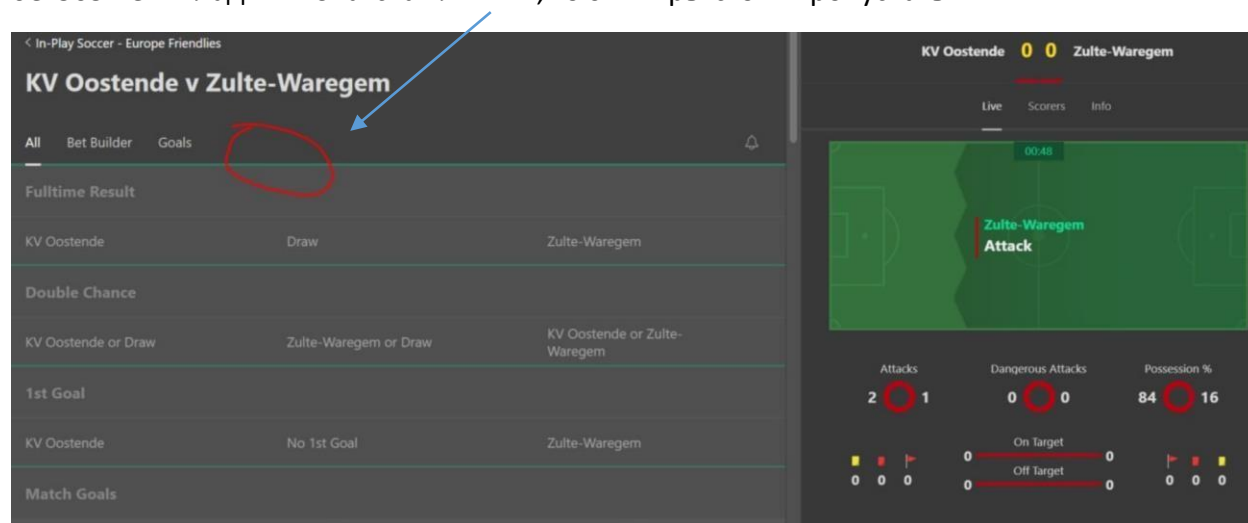 < In-Play Soccer - Europe Friendlies
KV Oostende v Zulte-Waregem
All Bet Builder Goals
Fulltime Result
KV Oostende Draw Zulte-Waregem
Double Chance
KV Oostende or Draw Zulte-Waregem or Draw KV Oostende or Zulte-
Waregem
1st Goal
KV Oostende No 1st Goal Zulte-Waregem
Match Goals
KV Oostende 0 0 Zulte-Waregem
Live Scorers Info
00:48
Zulte-Waregem
Attack
Attacks Dangerous Attacks Possession %
2 1 0 0 84 16
On Target
0 0
Off Target
0 0
0 0 0 0 0 0